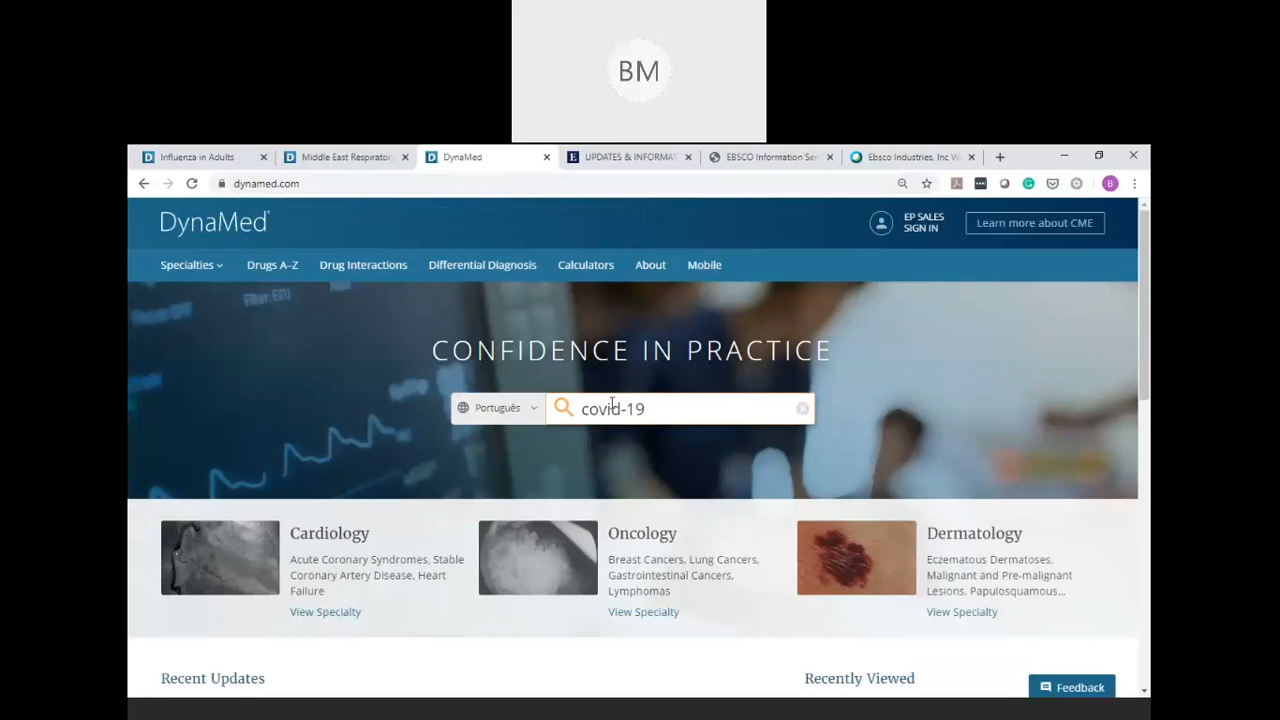 BM
Influenza in Adults
Middle East Respirator
DynaMed
UPDATES & INFORMA
EBSCO Information Ser
Ebsco Industries, Inc W
dynamed.com
B
DynaMed
EP SALES
SIGN IN
Learn more about CME
Specialties
Drugs A–Z
Drug Interactions
Differential Diagnosis
Calculators
About
Mobile
CONFIDENCE IN PRACTICE
Português
covid-19
Cardiology
Acute Coronary Syndromes, Stable
Coronary Artery Disease, Heart
Failure
View Specialty
Oncology
Breast Cancers, Lung Cancers,
Gastrointestinal Cancers,
Lymphomas
View Specialty
Dermatology
Eczematous Dermatoses,
Malignant and Pre-malignant
Lesions, Papulosquamous...
View Specialty
Recent Updates
Recently Viewed
Feedback